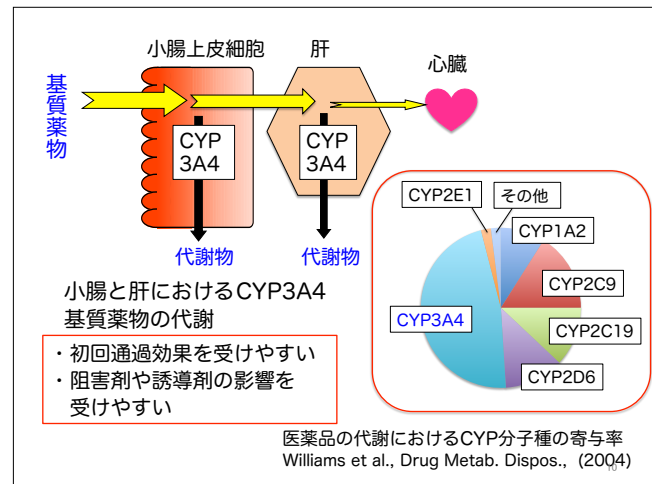 小腸上皮細胞
肝
心臓
基質薬物
CYP
3A4
CYP
3A4
代謝物
代謝物
小腸と肝におけるCYP3A4
基質薬物の代謝
・初回通過効果を受けやすい
・阻害剤や誘導剤の影響を
受けやすい
CYP2E1
その他
CYP1A2
CYP2C9
CYP3A4
CYP2C19
CYP2D6
医薬品の代謝におけるCYP分子種の寄与率
Williams et al., Drug Metab. Dispos., (2004)